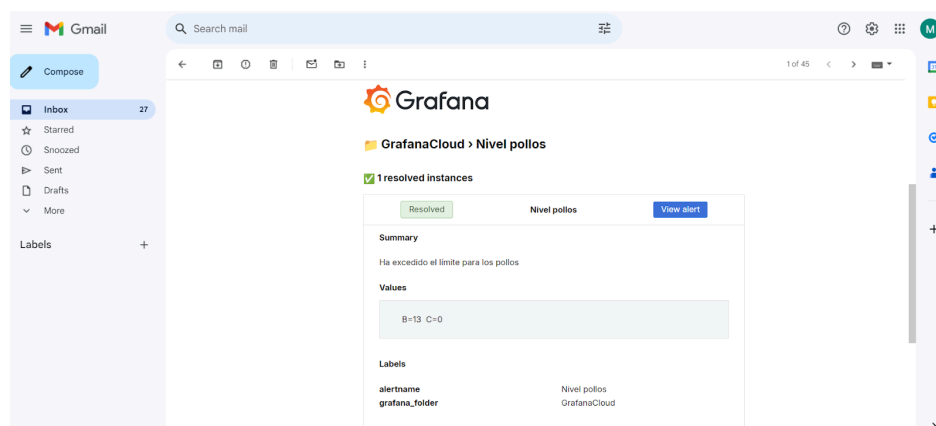 Gmail
Search mail
M
Compose
1 of 45
Inbox 27
Starred
Snoozed
Sent
Drafts
More
Labels
Grafana
GrafanaCloud › Nivel pollos
1 resolved instances
Resolved Nivel pollos View alert
Summary
Ha excedido el límite para los pollos
Values
B=13 C=0
Labels
alertname Nivel pollos
grafana_folder GrafanaCloud